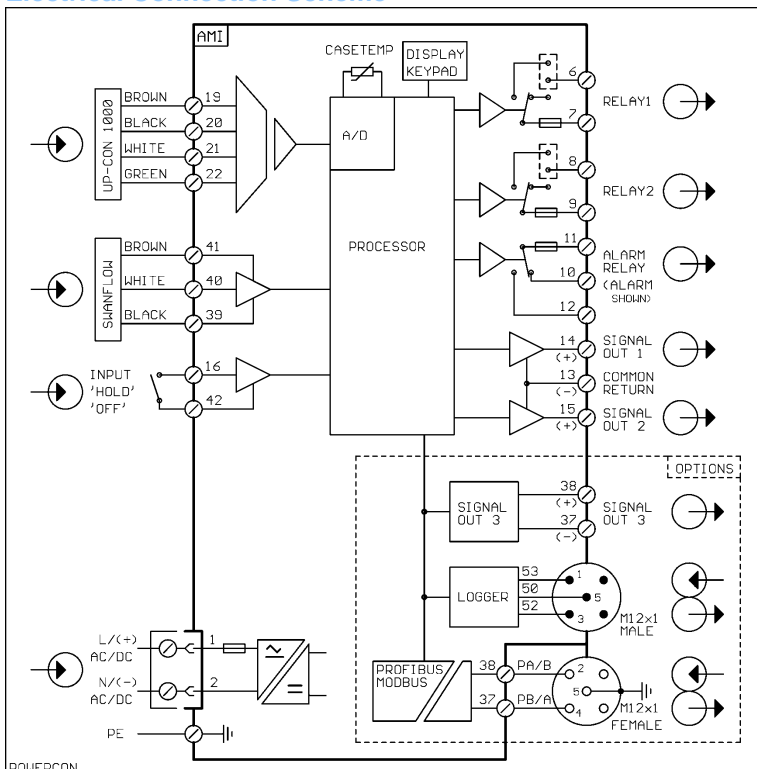 AMI
CASETEMP
DISPLAY
KEYPAD
UP-CON 1000
BROWN
19
BLACK
20
WHITE
21
GREEN
22
A/D
PROCESSOR
6
7
RELAY1
8
9
RELAY2
SWANFLOW
BROWN
41
WHITE
40
BLACK
39
11
10
12
ALARM
RELAY
(ALARM
SHOWN)
INPUT
'HOLD'
'OFF'
16
42
14
(+)
SIGNAL
OUT 1
13
(-)
COMMON
RETURN
15
(+)
SIGNAL
OUT 2
OPTIONS
SIGNAL
OUT 3
38
(+)
37
(-)
SIGNAL
OUT 3
LOGGER
53
50
52
1
5
3
M12x1
MALE
PROFIBUS
MODBUS
38
PA/B
37
PB/A
2
5
4
M12x1
FEMALE
L/(+)
AC/DC
1
N/(-)
AC/DC
2
PE